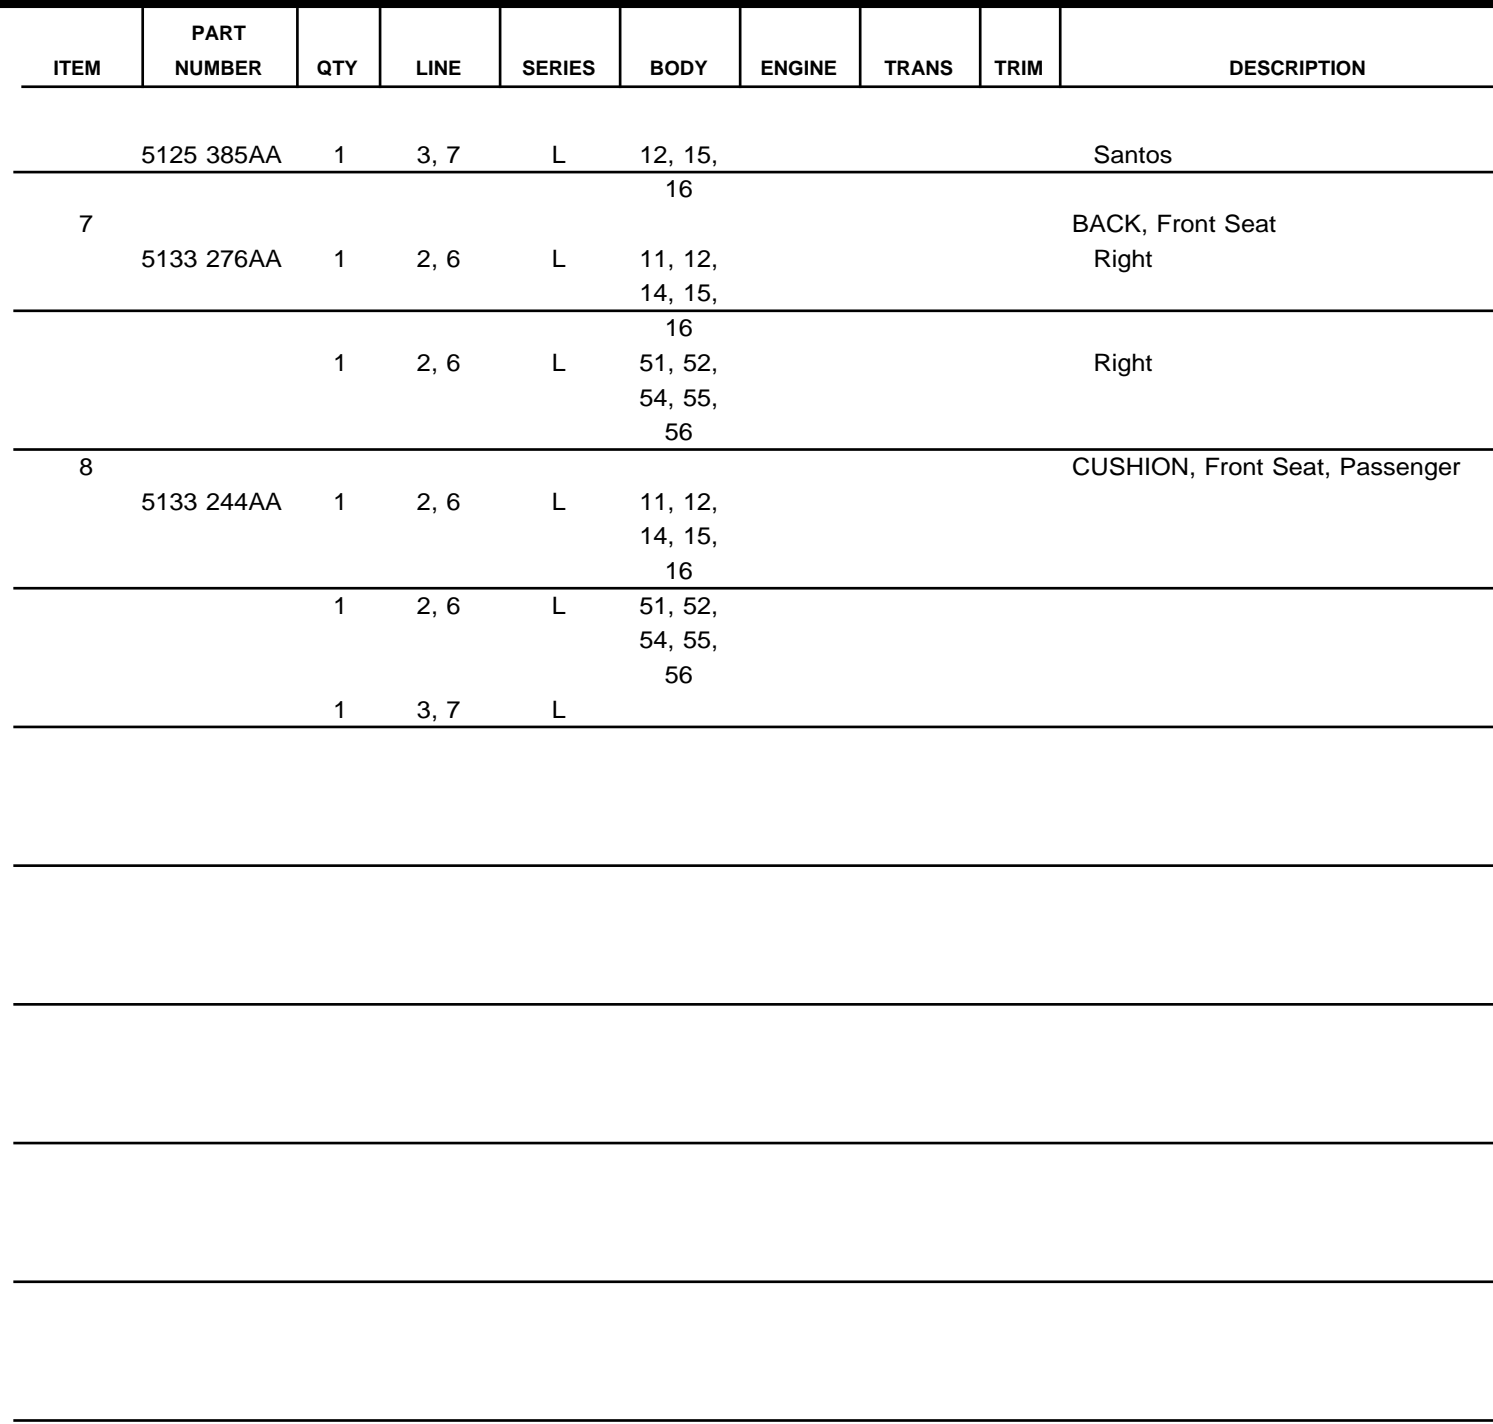 PART
ITEM NUMBER QTY LINE SERIES BODY ENGINE TRANS TRIM DESCRIPTION
5125 385AA 1 3, 7 L 12, 15, Santos
16
7 BACK, Front Seat
5133 276AA 1 2, 6 L 11, 12, Right
14, 15,
16
1 2, 6 L 51, 52, Right
54, 55,
56
8 CUSHION, Front Seat, Passenger
5133 244AA 1 2, 6 L 11, 12,
14, 15,
16
1 2, 6 L 51, 52,
54, 55,
56
1 3, 7 L